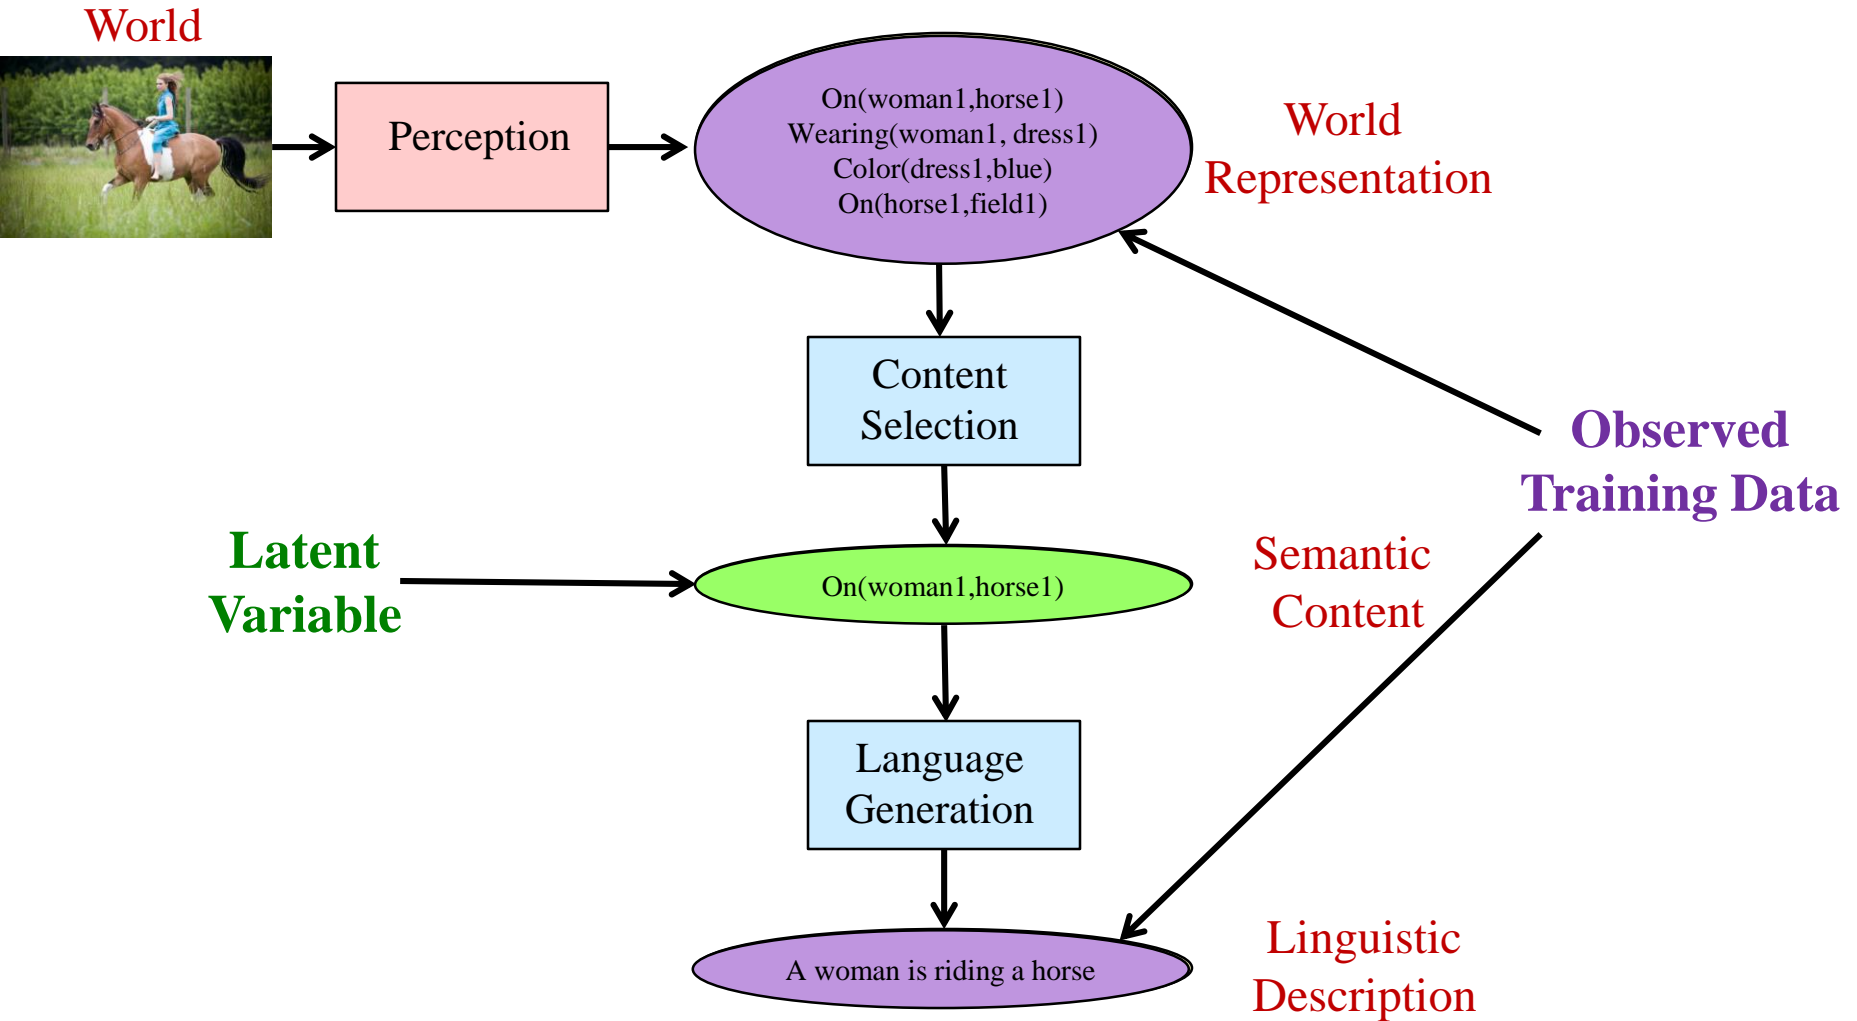 World
Perception
On(woman1,horse1)
Wearing(woman1, dress1)
Color(dress1,blue)
On(horse1,field1)
World
Representation
Content
Selection
Observed
Training Data
Latent
Variable
On(woman1,horse1)
Semantic
Content
Language
Generation
A woman is riding a horse
Linguistic
Description